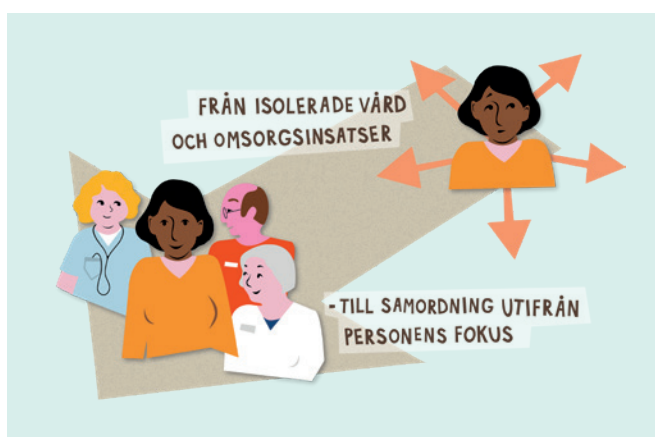 FRÅN ISOLERADE VÅRD
OCH OMSORGSINSATSER
-TILL SAMORDNING UTIFRÅN
PERSONENS FOKUS